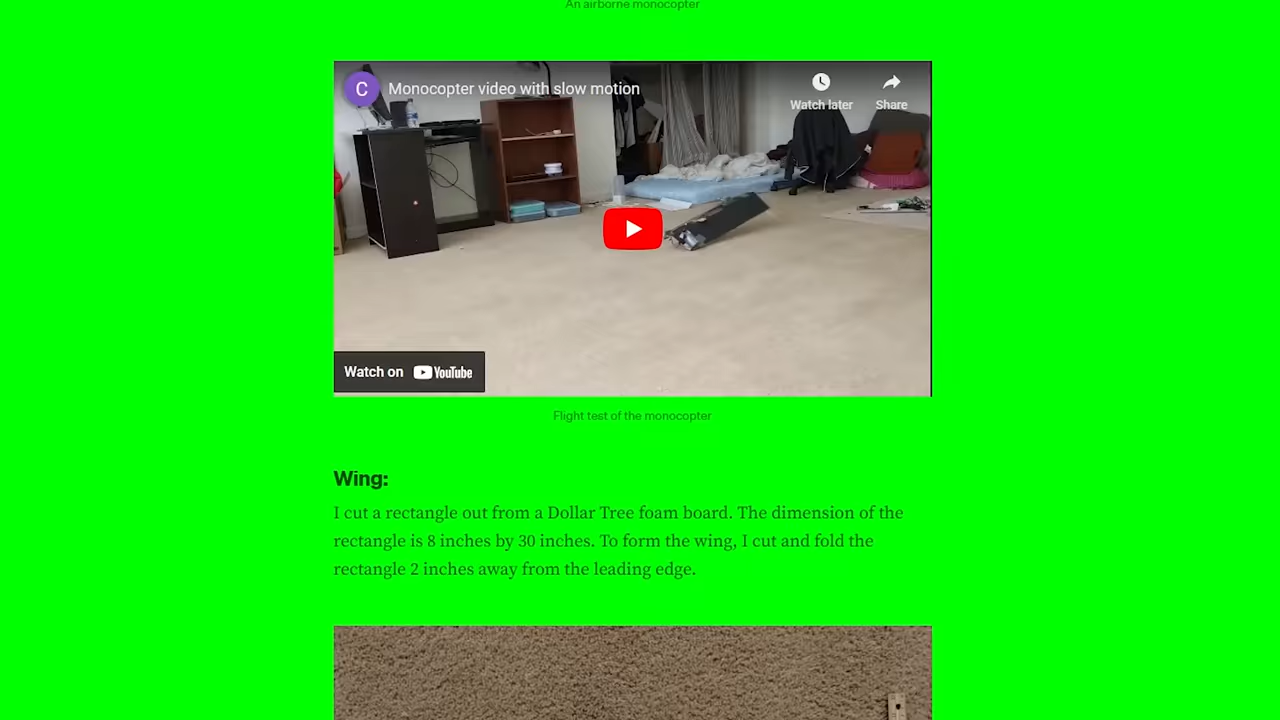 An airborne monocopter
C
Monocopter video with slow motion
Watch later
Share
Watch on YouTube
Flight test of the monocopter
Wing:
I cut a rectangle out from a Dollar Tree foam board. The dimension of the
rectangle is 8 inches by 30 inches. To form the wing, I cut and fold the
rectangle 2 inches away from the leading edge.